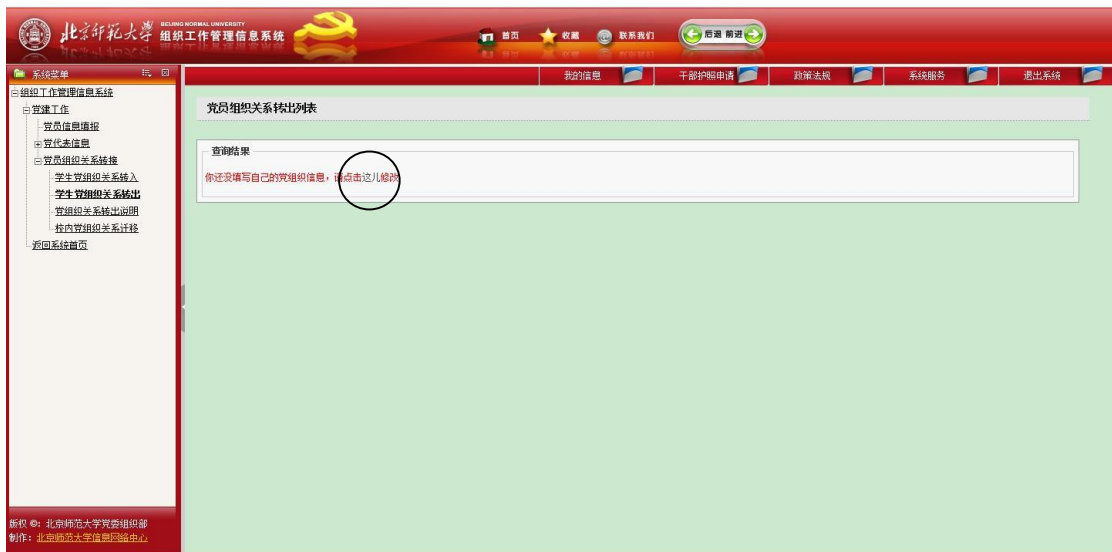 北京师范大学 BEIJING NORMAL UNIVERSITY
组织工作管理信息系统
首页 收藏 联系我们 后退 前进
系统菜单
我的信息 干部护照申请 政策法规 系统服务 退出系统
组织工作管理信息系统
党建工作
党员信息填报
党代表信息
党员组织关系转接
学生党组织关系转入
学生党组织关系转出
党组织关系转出说明
校内党组织关系迁移
返回系统首页
党员组织关系转出列表
查询结果
你还没填写自己的党组织信息，请点击这儿修改
版权 ©：北京师范大学党委组织部
制作：北京师范大学信息网络中心